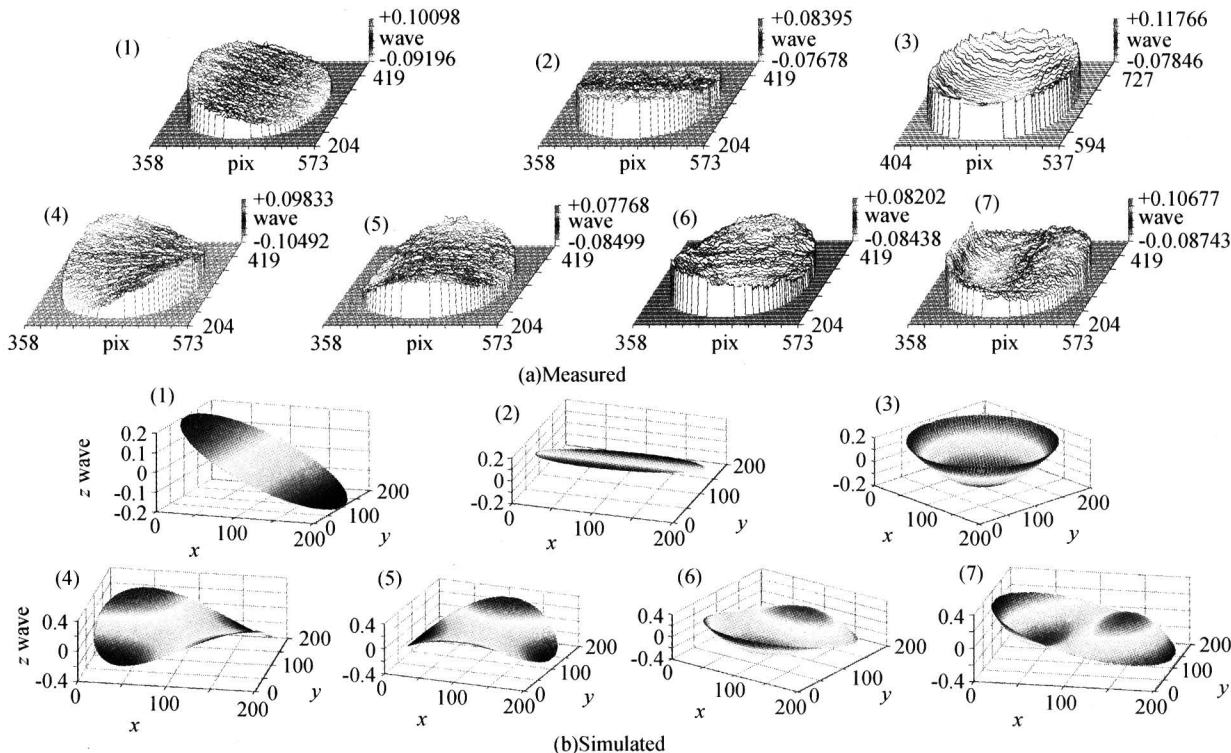 (1)
+0.10098
wave
-0.09196
419
204
358 pix 573
(2)
+0.08395
wave
-0.07678
419
204
358 pix 573
(3)
+0.11766
wave
-0.07846
727
594
404 pix 537
(4)
+0.09833
wave
-0.10492
419
204
358 pix 573
(5)
+0.07768
wave
-0.08499
419
204
358 pix 573
(6)
+0.08202
wave
-0.08438
419
204
358 pix 573
(7)
+0.10677
wave
-0.0.08743
419
204
358 pix 573
(a)Measured
(1)
z wave
0.2
0.1
0
-0.1
-0.2
0 100 200
x
0 100 200
y
(2)
0.2
0
-0.2
0 100 200
x
0 100 200
y
(3)
0.2
0
-0.2
0 100 200
x
0 100 200
y
(4)
z wave
0.4
0
-0.4
0 100 200
x
0 100 200
y
(5)
0.4
0
-0.4
0 100 200
x
0 100 200
y
(6)
0.4
0
-0.4
0 100 200
x
0 100 200
y
(7)
0.4
0
-0.4
0 100 200
x
0 100 200
y
(b)Simulated